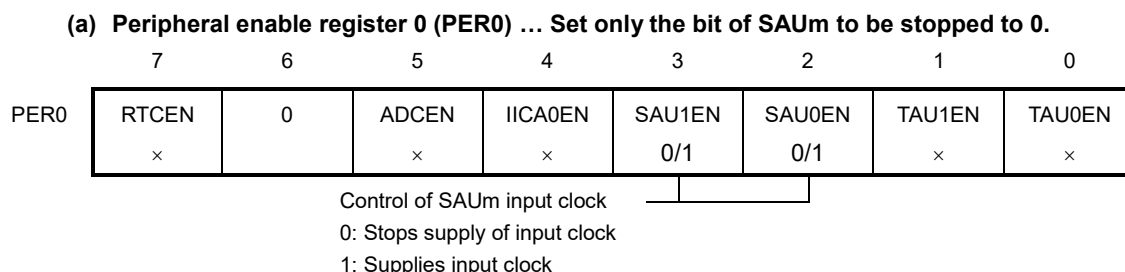 (a) Peripheral enable register 0 (PER0) … Set only the bit of SAUm to be stopped to 0.
7 6 5 4 3 2 1 0
PER0 RTCEN 0 ADCEN IICA0EN SAU1EN SAU0EN TAU1EN TAU0EN
× × × 0/1 0/1 × ×
Control of SAUm input clock
0: Stops supply of input clock
1: Supplies input clock